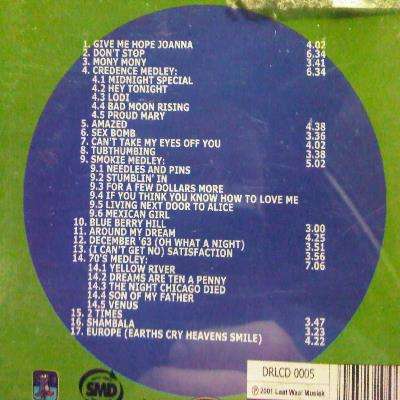 1. GIVE ME HOPE JOANNA 4.02
2. DON'T STOP 6.34
3. MONY MONY 3.41
4. CREDENCE MEDLEY: 6.34
4.1 MIDNIGHT SPECIAL
4.2 HEY TONIGHT
4.3 LODI
4.4 BAD MOON RISING
4.5 PROUD MARY
5. AMAZED 4.38
6. SEX BOMB 3.36
7. CAN'T TAKE MY EYES OFF YOU 4.02
8. TUBTHUMBING 3.38
9. SMOKIE MEDLEY: 5.02
9.1 NEEDLES AND PINS
9.2 STUMBLIN' IN
9.3 FOR A FEW DOLLARS MORE
9.4 IF YOU THINK YOU KNOW HOW TO LOVE ME
9.5 LIVING NEXT DOOR TO ALICE
9.6 MEXICAN GIRL
10. BLUE BERRY HILL 3.00
11. AROUND MY DREAM 4.25
12. DECEMBER '63 (OH WHAT A NIGHT) 3.51
13. (I CAN'T GET NO) SATISFACTION 3.56
14. 70'S MEDLEY: 7.06
14.1 YELLOW RIVER
14.2 DREAMS ARE TEN A PENNY
14.3 THE NIGHT CHICAGO DIED
14.4 SON OF MY FATHER
14.5 VENUS
15. 2 TIMES 3.47
16. SHAMBALA 3.23
17. EUROPE (EARTHS CRY HEAVENS SMILE) 4.22
DRLCD 0005
SMD
℗ 2001 Laat Waai Musiek